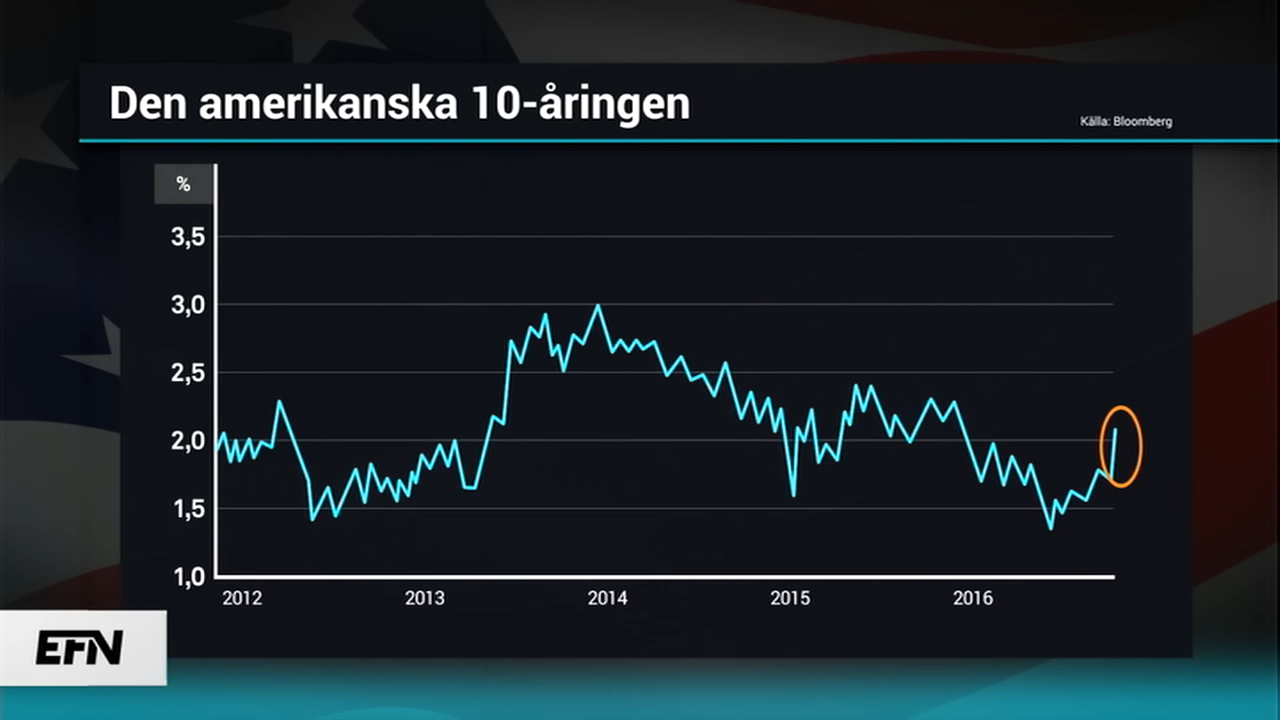 Den amerikanska 10-åringen
Källa: Bloomberg
%
3,5
3,0
2,5
2,0
1,5
1,0
2012 2013 2014 2015 2016
EFN